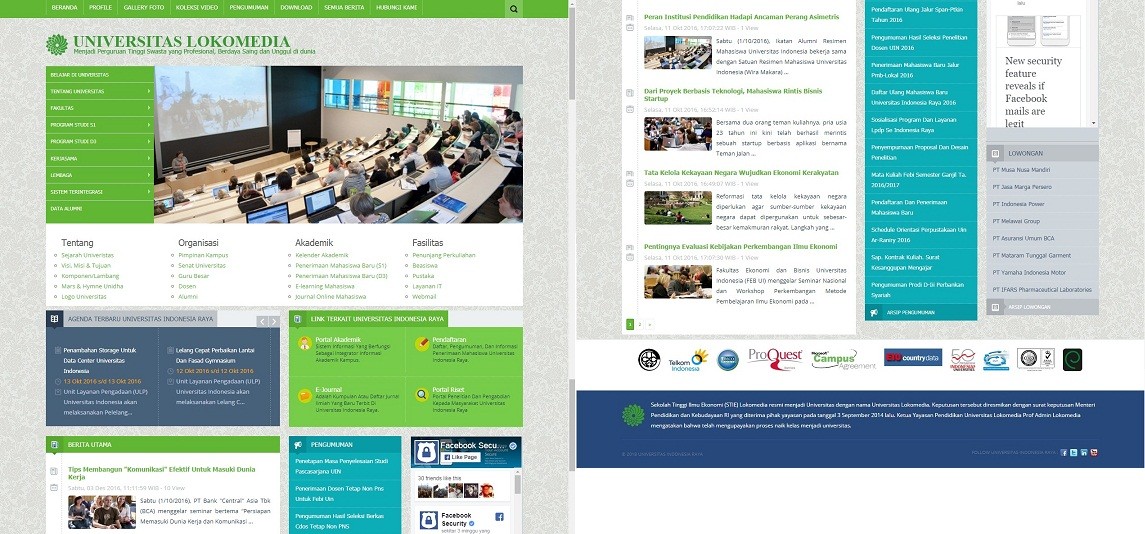 BERANDA PROFILE GALLERY FOTO KOLEKSI VIDEO PENGUMUMAN DOWNLOAD SEMUA BERITA HUBUNGI KAMI
UNIVERSITAS LOKOMEDIA
Menjadi Perguruan Tinggi Swasta yang Profesional, Berdaya Saing dan Unggul di dunia
BELAJAR DI UNIVERSITAS
TENTANG UNIVERSITAS
FAKULTAS
PROGRAM STUDI S1
PROGRAM STUDI D3
KERJASAMA
LEMBAGA
SISTEM TERINTEGRASI
DATA ALUMNI
Tentang
Sejarah Univeristas
Visi, Misi & Tujuan
Komponen/Lambang
Mars & Hymne Unidha
Logo Universitas
Organisasi
Pimpinan Kampus
Senat Universitas
Guru Besar
Dosen
Alumni
Akademik
Kelender Akademik
Penerimaan Mahasiswa Baru (S1)
Penerimaan Mahasiswa Baru (D3)
E-learning Mahasiswa
Journal Online Mahasiswa
Fasilitas
Penunjang Perkuliahan
Beasiswa
Pustaka
Layanan IT
Webmail
AGENDA TERBARU UNIVERSITAS INDONESIA RAYA
Penambahan Storage Untuk
Data Center Universitas
Indonesia
13 Okt 2016 s/d 13 Okt 2016
Unit Layanan Pengadaan (ULP)
Universitas Indonesia akan
melaksanakan Pelelang...
Lelang Cepat Perbaikan Lantai
Dan Fasad Gymnasium
12 Okt 2016 s/d 12 Okt 2016
Unit Layanan Pengadaan (ULP)
Universitas Indonesia akan
melaksanakan Lelang C...
LINK TERKAIT UNIVERSITAS INDONESIA RAYA
Portal Akademik
Sistem Informasi Yang Berfungsi
Sebagai Integrator Informasi
Akademik Kampus.
Pendaftaran
Daftar, Pengumuman, Dan Informasi
Penerimaan Mahasiswa Universitas
Indonesia Raya.
E-Journal
Adalah Kumpulan Atau Daftar Jurnal
Ilmiah Yang Baru Terbit Di
Universitas Indonesia Raya.
Portal Riset
Portal Penelitian Dan Pengabdian
Kepada Masyarakat Universitas
Indonesia Raya
BERITA UTAMA
Tips Membangun "Komunikasi" Efektif Untuk Masuki Dunia
Kerja
Sabtu, 03 Des 2016, 11:11:59 WIB - 10 View
Sabtu (1/10/2016), PT Bank "Central" Asia Tbk
(BCA) menggelar seminar bertema "Persiapan
Memasuki Dunia Kerja dan Komunikasi ...
PENGUMUMAN
Penetapan Masa Penyelesaian Studi
Pascasarjana UIN
Penerimaan Dosen Tetap Non Pns
Untuk Febi Uin
Pengumuman Hasil Seleksi Berkas
Cdos Tetap Non PNS
Facebook Secu...
Like Page
30 friends like this
Facebook
Security
Peran Institusi Pendidikan Hadapi Ancaman Perang Asimetris
Selasa, 11 Okt 2016, 17:07:22 WIB - 1 View
Sabtu (1/10/2016), Ikatan Alumni Resimen
Mahasiswa Universitas Indonesia bekerja sama
dengan Satuan Resimen Mahasiswa Universitas
Indonesia (Wira Makara) ...
Dari Proyek Berbasis Teknologi, Mahasiswa Rintis Bisnis
Startup
Selasa, 11 Okt 2016, 16:52:14 WIB - 1 View
Bersama dua orang teman kuliahnya, pria usia
23 tahun ini kini telah berhasil merintis
sebuah startup berbasis aplikasi bernama
Teman Jalan ...
Tata Kelola Kekayaan Negara Wujudkan Ekonomi Kerakyatan
Selasa, 11 Okt 2016, 16:49:07 WIB - 1 View
Reformasi tata kelola kekayaan negara
diperlukan agar sumber-sumber kekayaan
negara dapat dipergunakan untuk sebesar-
besar kemakmuran rakyat. Langkah yang ...
Pentingnya Evaluasi Kebijakan Perkembangan Ilmu Ekonomi
Selasa, 11 Okt 2016, 17:07:30 WIB - 1 View
Fakultas Ekonomi dan Bisnis Universitas
Indonesia (FEB UI) menggelar Seminar Nasional
dan Workshop Perkembangan Metode
Pembelajaran Ilmu Ekonomi pada ...
1 2 »
Pendaftaran Ulang Jalur Span-Ptkin
Tahun 2016
Pengumuman Hasil Seleksi Penelitian
Dosen UIN 2016
Penerimaan Mahasiswa Baru Jalur
Pmb-Lokal 2016
Daftar Ulang Mahasiswa Baru
Universitas Indonesia Raya 2016
Sosialisasi Program Dan Layanan
Lpdp Se Indonesia Raya
Penyempurnaan Proposal Dan Desain
Penelitian
Mata Kuliah Febi Semester Ganjil Ta.
2016/2017
Pendaftaran Dan Penerimaan
Mahasiswa Baru
Schedule Orientasi Perpustakaan Uin
Ar-Raniry 2016
Sap, Kontrak Kuliah, Surat
Kesanggupan Mengajar
Pengumuman Prodi D-Iii Perbankan
Syariah
ARSIP PENGUMUMAN
New security
feature
reveals if
Facebook
mails are
legit
LOWONGAN
PT Musa Nusa Mandiri
PT Jasa Marga Persero
PT Indonesia Power
PT Melawai Group
PT Asuransi Umum BCA
PT Mataram Tunggal Garment
PT Yamaha Indonesia Motor
PT IFARS Pharmaceutical Laboratories
ARSIP LOWONGAN
Telkom
Indonesia
ProQuest
Microsoft
Campus
Agreement
countrydata
Sekolah Tinggi Ilmu Ekonomi (STIE) Lokomedia resmi menjadi Universitas dengan nama Universitas Lokomedia. Keputusan tersebut diresmikan dengan surat keputusan Menteri
Pendidikan dan Kebudayaan RI yang diterima pihak yayasan pada tanggal 3 September 2014 lalu. Ketua Yayasan Pendidikan Universitas Lokomedia Prof Admin Lokomedia
mengatakan bahwa telah mengupayakan proses naik kelas menjadi universitas.
© 2016 UNIVERSITAS INDONESIA RAYA
FOLLOW UNIVERSITAS INDONESIA RAYA :